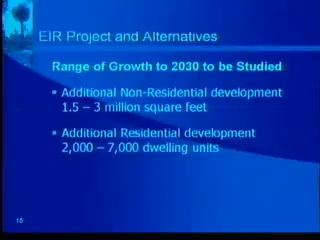 EIR Project and Alternatives
Range of Growth to 2030 to be Studied
▪ Additional Non-Residential development
1.5 – 3 million square feet
▪ Additional Residential development
2,000 – 7,000 dwelling units